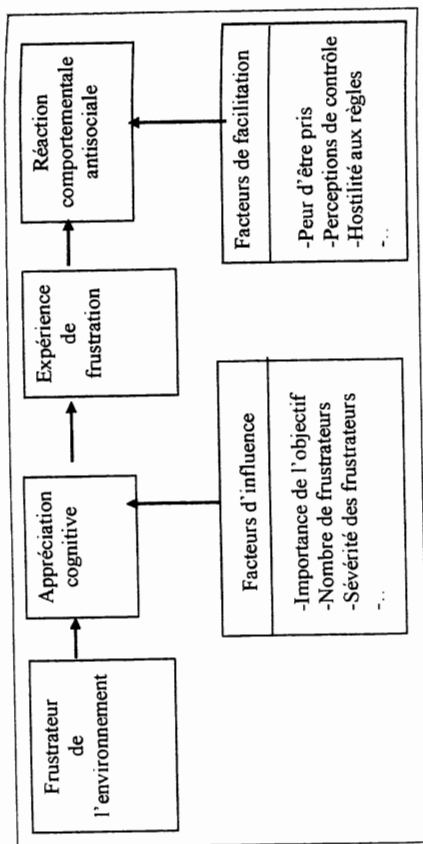 Frustrateur
de
l'environnement
Appréciation
cognitive
Expérience
de
frustration
Réaction
comportementale
antisociale
Facteurs d'influence
-Importance de l'objectif
-Nombre de frustrateurs
-Sévérité des frustrateurs
-..
Facteurs de facilitation
-Peur d'être pris
-Perceptions de contrôle
-Hostilité aux règles
-..